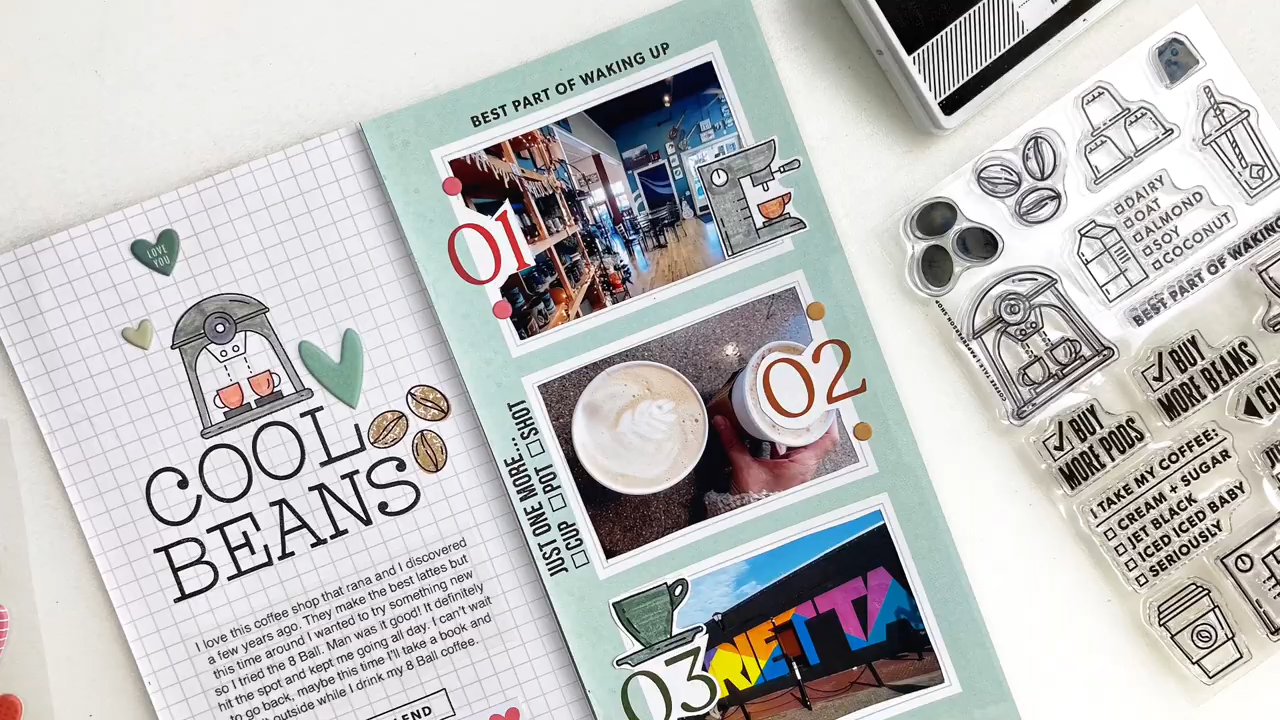 LOVE
YOU
COOL
BEANS
I love this coffee shop that rana and I discovered
a few years ago. They make the best lattes but
this time around I wanted to try something new
so I tried the 8 Ball. Man was it good! It definitely
hit the spot and kept me going all day. I can't wait
to go back, maybe this time I'll take a book and
outside while I drink my 8 Ball coffee.
BEST PART OF WAKING UP
01
02
JUST ONE MORE...
☐ CUP ☐ POT ☐ SHOT
03
☐ DAIRY
☐ OAT
☐ ALMOND
☐ SOY
☐ COCONUT
BEST PART OF WAKING
☑ BUY
MORE BEANS
☑ BUY
MORE PODS
I TAKE MY COFFEE:
☐ CREAM + SUGAR
☐ JET BLACK
☐ ICED ICED BABY
☐ SERIOUSLY